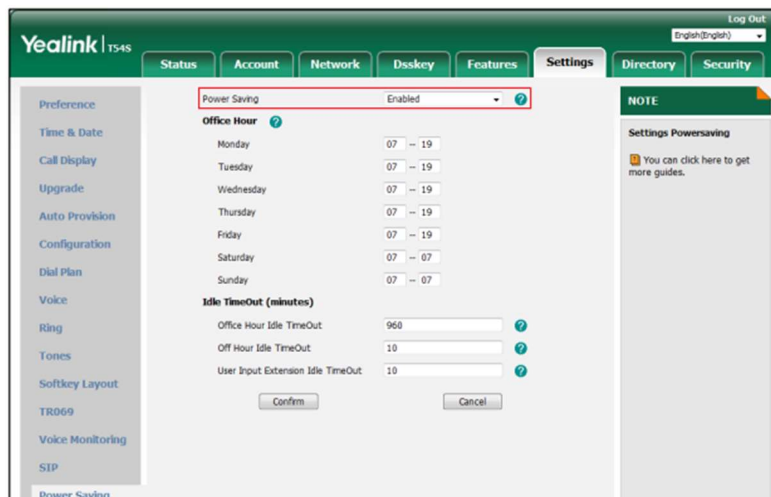 Log Out
Yealink T54S
English(English)
Status Account Network Dsskey Features Settings Directory Security
Preference
Time & Date
Call Display
Upgrade
Auto Provision
Configuration
Dial Plan
Voice
Ring
Tones
Softkey Layout
TR069
Voice Monitoring
SIP
Power Saving
Power Saving Enabled ?
Office Hour ?
Monday 07 -- 19
Tuesday 07 -- 19
Wednesday 07 -- 19
Thursday 07 -- 19
Friday 07 -- 19
Saturday 07 -- 07
Sunday 07 -- 07
Idle TimeOut (minutes)
Office Hour Idle TimeOut 960 ?
Off Hour Idle TimeOut 10 ?
User Input Extension Idle TimeOut 10 ?
Confirm Cancel
NOTE
Settings Powersaving
You can click here to get
more guides.